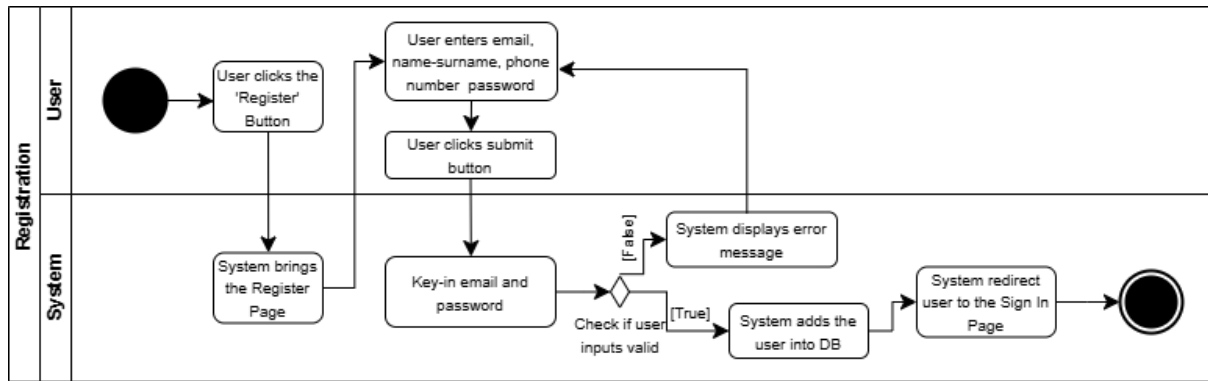 Registration
User
User clicks the
'Register'
Button
User enters email,
name-surname, phone
number password
User clicks submit
button
System
System brings
the Register
Page
Key-in email and
password
Check if user
inputs valid
[False]
System displays error
message
[True]
System adds the
user into DB
System redirect
user to the Sign In
Page